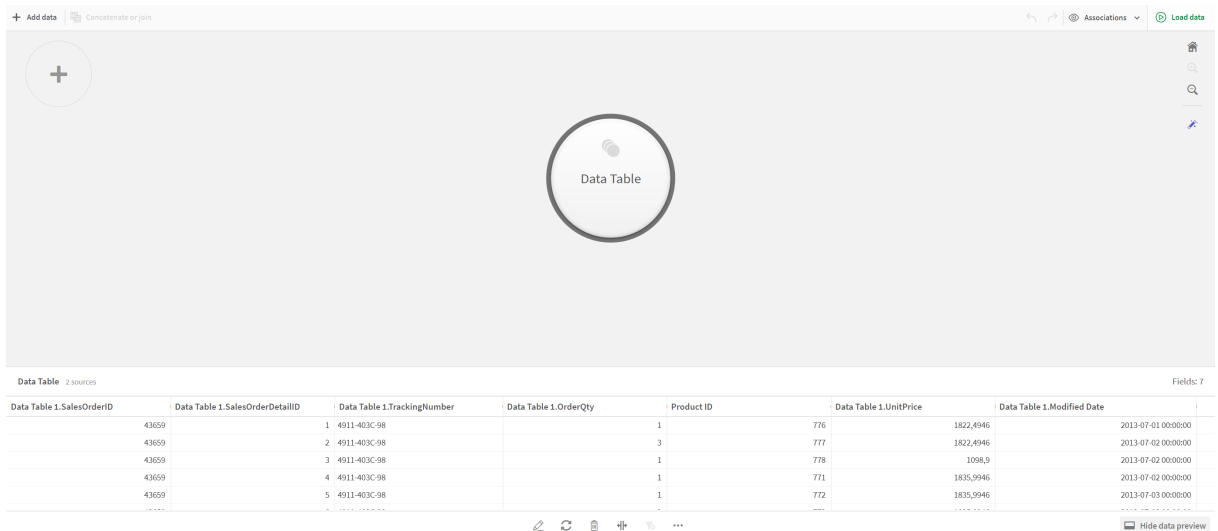 Add data Concatenate or join Associations Load data
Data Table
Data Table 2 sources Fields: 7
Data Table 1.SalesOrderID Data Table 1.SalesOrderDetailID Data Table 1.TrackingNumber Data Table 1.OrderQty Product ID Data Table 1.UnitPrice Data Table 1.Modified Date
43659 1 4911-403C-98 1 776 1822,4946 2013-07-01 00:00:00
43659 2 4911-403C-98 3 777 1822,4946 2013-07-02 00:00:00
43659 3 4911-403C-98 1 778 1098,9 2013-07-02 00:00:00
43659 4 4911-403C-98 1 771 1835,9946 2013-07-02 00:00:00
43659 5 4911-403C-98 1 772 1835,9946 2013-07-03 00:00:00
Hide data preview